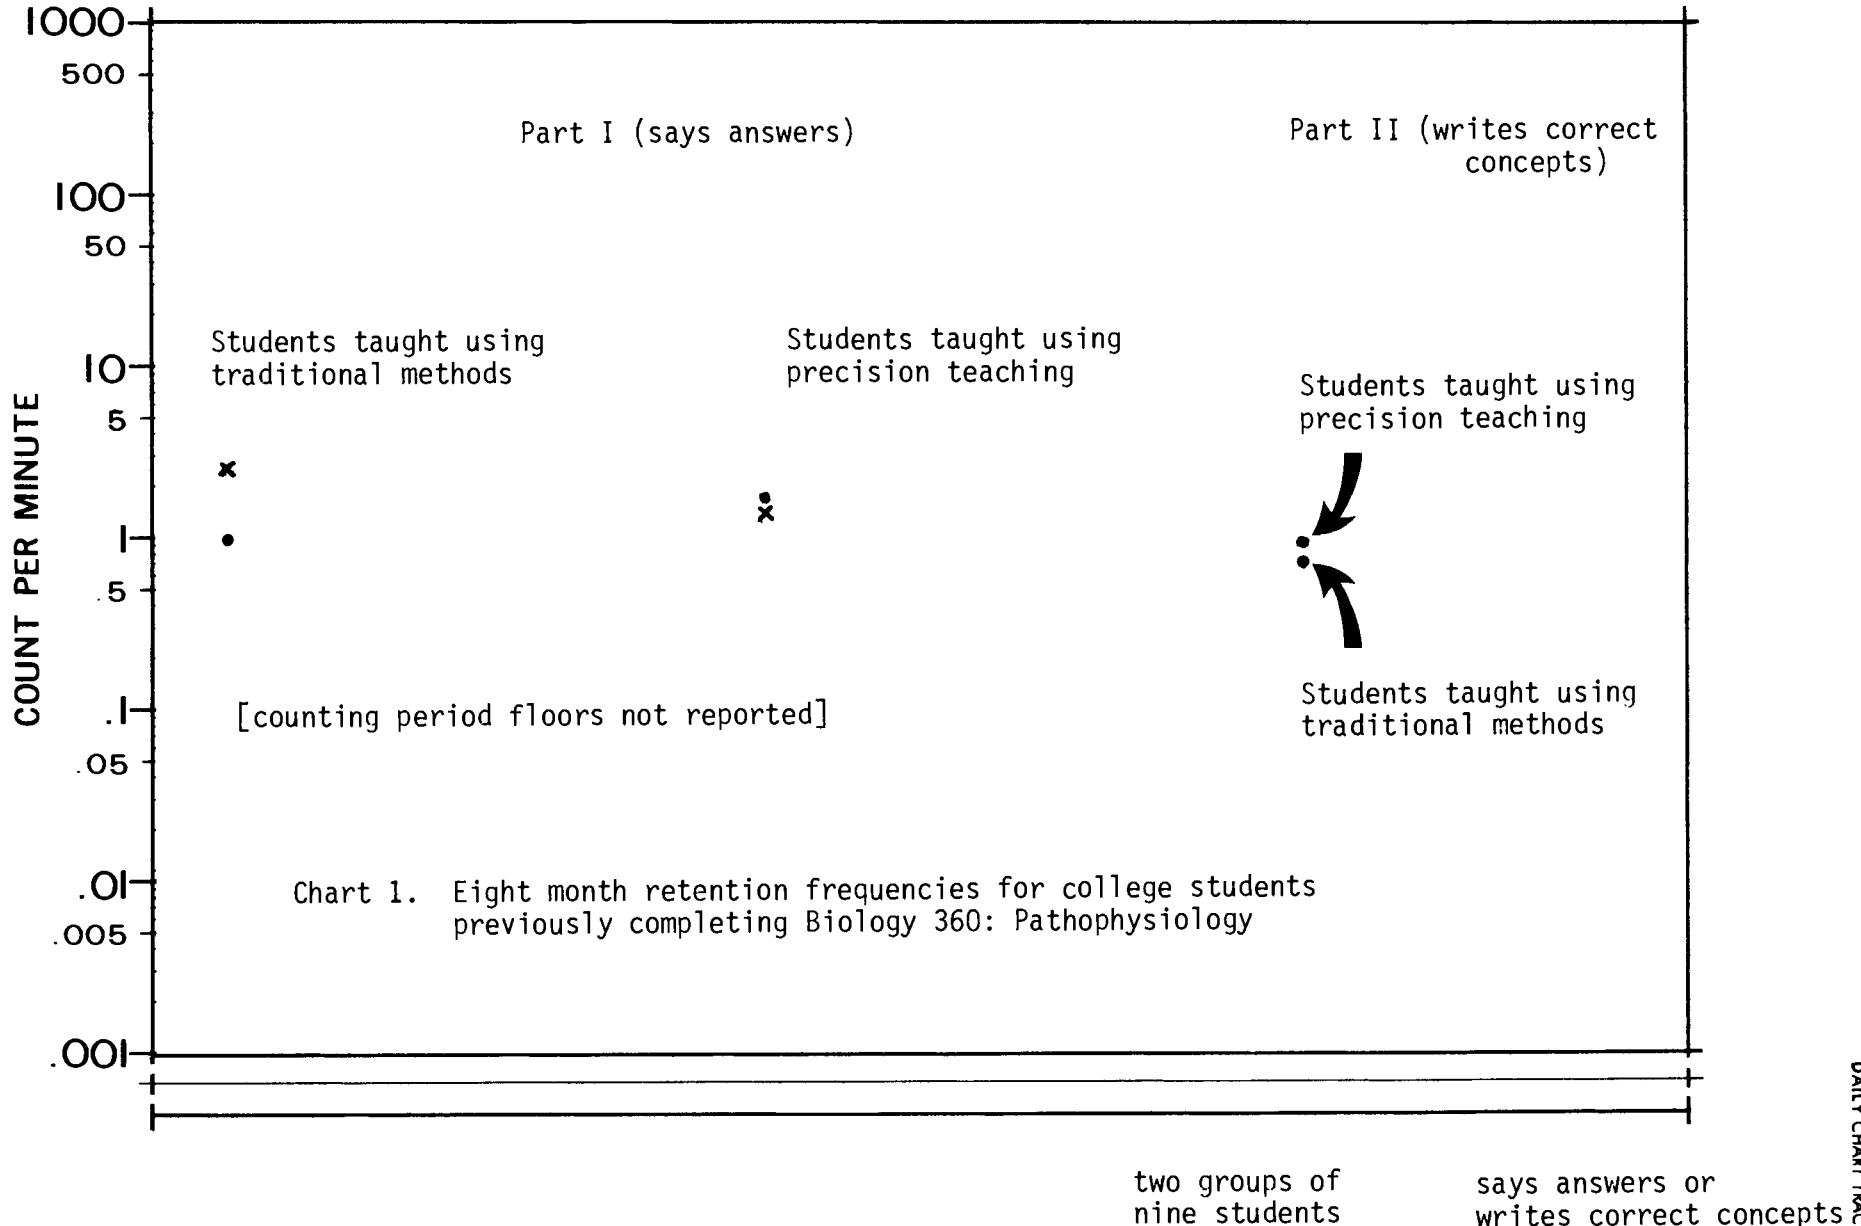 1000
500
Part I (says answers)
Part II (writes correct
concepts)
100
50
Students taught using
traditional methods
Students taught using
precision teaching
10
Students taught using
precision teaching
5
COUNT PER MINUTE
1
.5
Students taught using
traditional methods
.1
[counting period floors not reported]
.05
.01
Chart 1. Eight month retention frequencies for college students
previously completing Biology 360: Pathophysiology
.005
.001
two groups of
nine students
says answers or
writes correct concepts
DAILY CHART